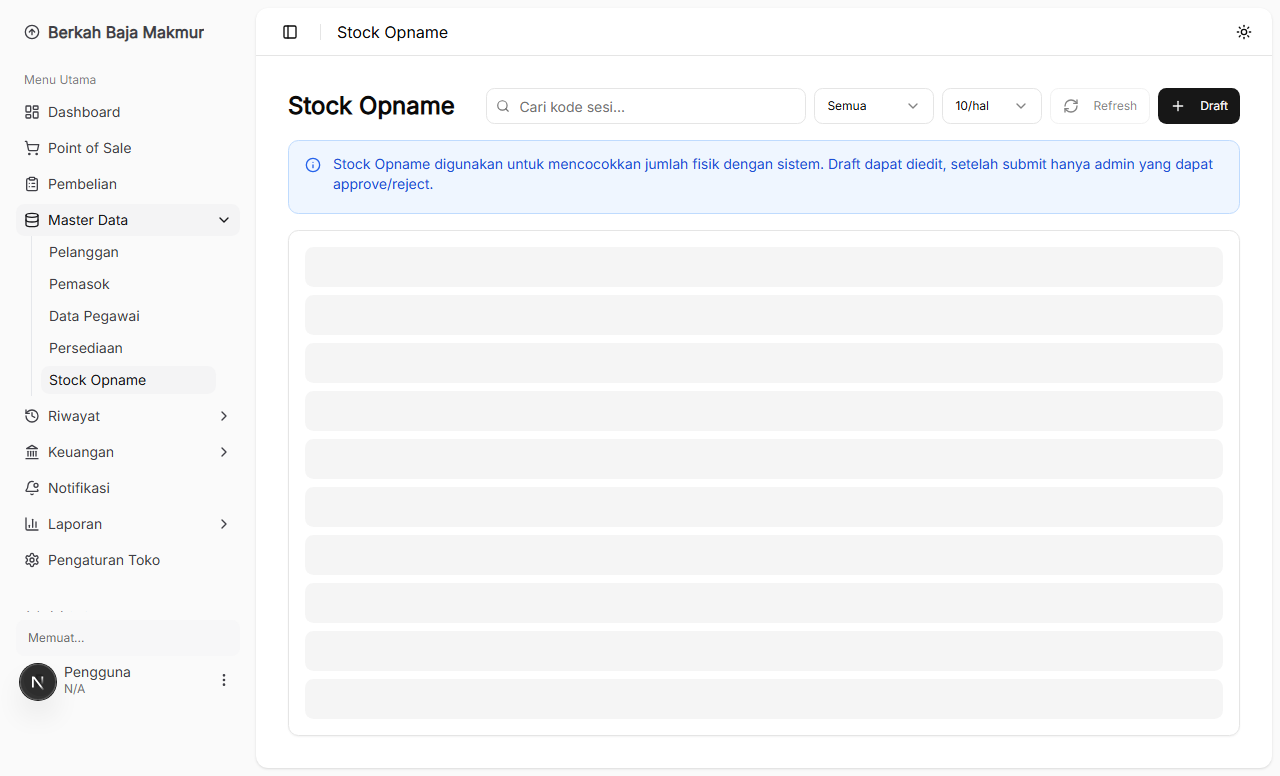 Berkah Baja Makmur
Menu Utama
Dashboard
Point of Sale
Pembelian
Master Data
Pelanggan
Pemasok
Data Pegawai
Persediaan
Stock Opname
Riwayat
Keuangan
Notifikasi
Laporan
Pengaturan Toko
Memuat...
N
Pengguna
N/A
Stock Opname
Stock Opname
Cari kode sesi...
Semua
10/hal
Refresh
Draft
Stock Opname digunakan untuk mencocokkan jumlah fisik dengan sistem. Draft dapat diedit, setelah submit hanya admin yang dapat
approve/reject.